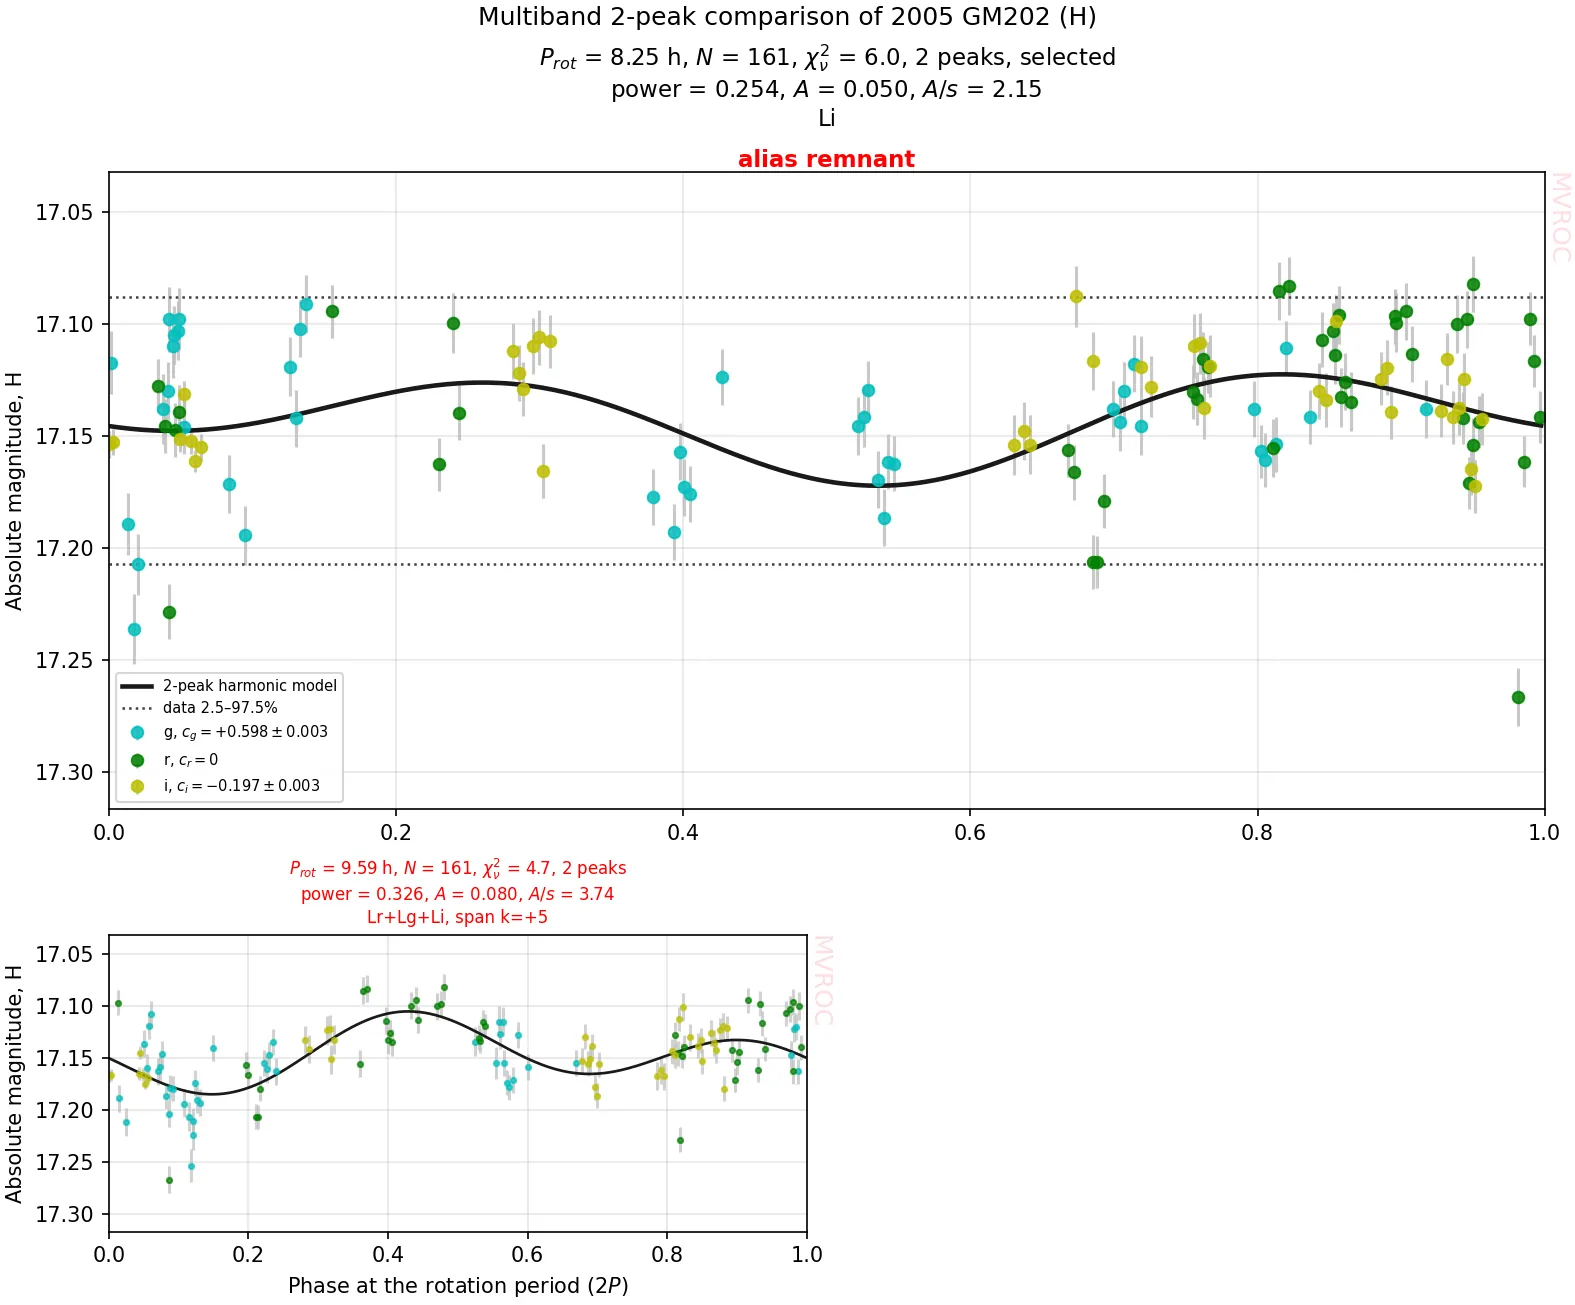 Multiband 2-peak comparison of 2005 GM202 (H)
P_rot = 8.25 h, N = 161, χ²_ν = 6.0, 2 peaks, selected
power = 0.254, A = 0.050, A/s = 2.15
Li
alias remnant
MVROC
Absolute magnitude, H
17.05
17.10
17.15
17.20
17.25
17.30
2-peak harmonic model
data 2.5–97.5%
g, c_g = +0.598 ± 0.003
r, c_r = 0
i, c_i = −0.197 ± 0.003
0.0 0.2 0.4 0.6 0.8 1.0
P_rot = 9.59 h, N = 161, χ²_ν = 4.7, 2 peaks
power = 0.326, A = 0.080, A/s = 3.74
Lr+Lg+Li, span k=+5
MVROC
Absolute magnitude, H
17.05
17.10
17.15
17.20
17.25
17.30
0.0 0.2 0.4 0.6 0.8 1.0
Phase at the rotation period (2P)